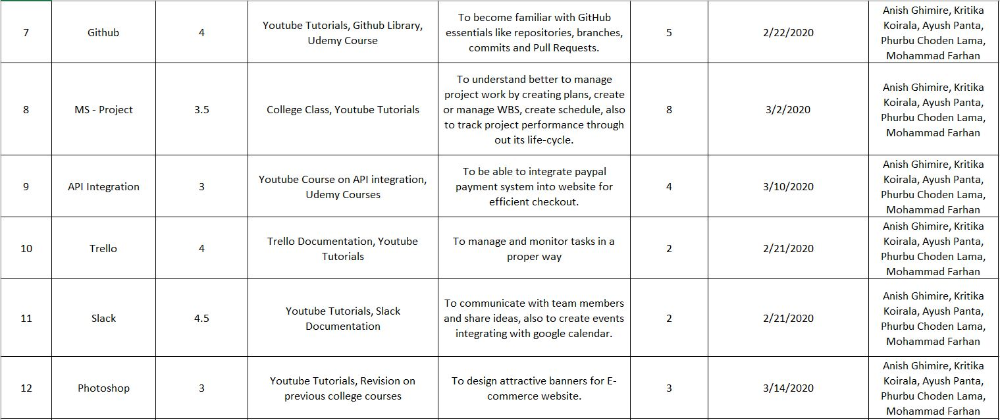 7
Github
4
Youtube Tutorials, Github Library,
Udemy Course
To become familiar with GitHub
essentials like repositories, branches,
commits and Pull Requests.
5
2/22/2020
Anish Ghimire, Kritika
Koirala, Ayush Panta,
Phurbu Choden Lama,
Mohammad Farhan
8
MS - Project
3.5
College Class, Youtube Tutorials
To understand better to manage
project work by creating plans, create
or manage WBS, create schedule, also
to track project performance through
out its life-cycle.
8
3/2/2020
Anish Ghimire, Kritika
Koirala, Ayush Panta,
Phurbu Choden Lama,
Mohammad Farhan
9
API Integration
3
Youtube Course on API integration,
Udemy Courses
To be able to integrate paypal
payment system into website for
efficient checkout.
4
3/10/2020
Anish Ghimire, Kritika
Koirala, Ayush Panta,
Phurbu Choden Lama,
Mohammad Farhan
10
Trello
4
Trello Documentation, Youtube
Tutorials
To manage and monitor tasks in a
proper way
2
2/21/2020
Anish Ghimire, Kritika
Koirala, Ayush Panta,
Phurbu Choden Lama,
Mohammad Farhan
11
Slack
4.5
Youtube Tutorials, Slack
Documentation
To communicate with team members
and share ideas, also to create events
integrating with google calendar.
2
2/21/2020
Anish Ghimire, Kritika
Koirala, Ayush Panta,
Phurbu Choden Lama,
Mohammad Farhan
12
Photoshop
3
Youtube Tutorials, Revision on
previous college courses
To design attractive banners for E-
commerce website.
3
3/14/2020
Anish Ghimire, Kritika
Koirala, Ayush Panta,
Phurbu Choden Lama,
Mohammad Farhan